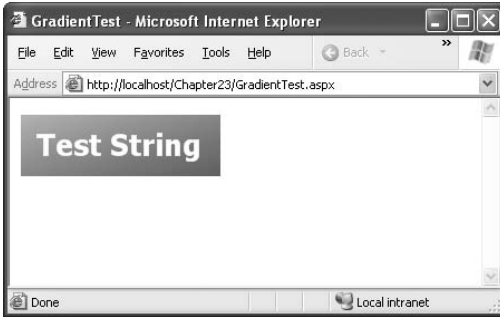 GradientTest - Microsoft Internet Explorer
File Edit View Favorites Tools Help Back »
Address http://localhost/Chapter23/GradientTest.aspx
Test String
Done Local intranet